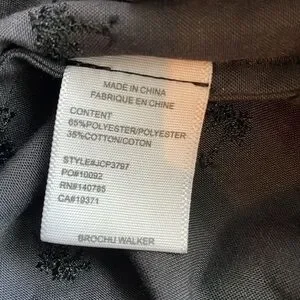 MADE IN CHINA
FABRIQUE EN CHINE
CONTENT
65%POLYESTER/POLYESTER
35%COTTON/COTON
STYLE#JCP3797
PO#10092
RN#140785
CA#19371
BROCHU WALKER